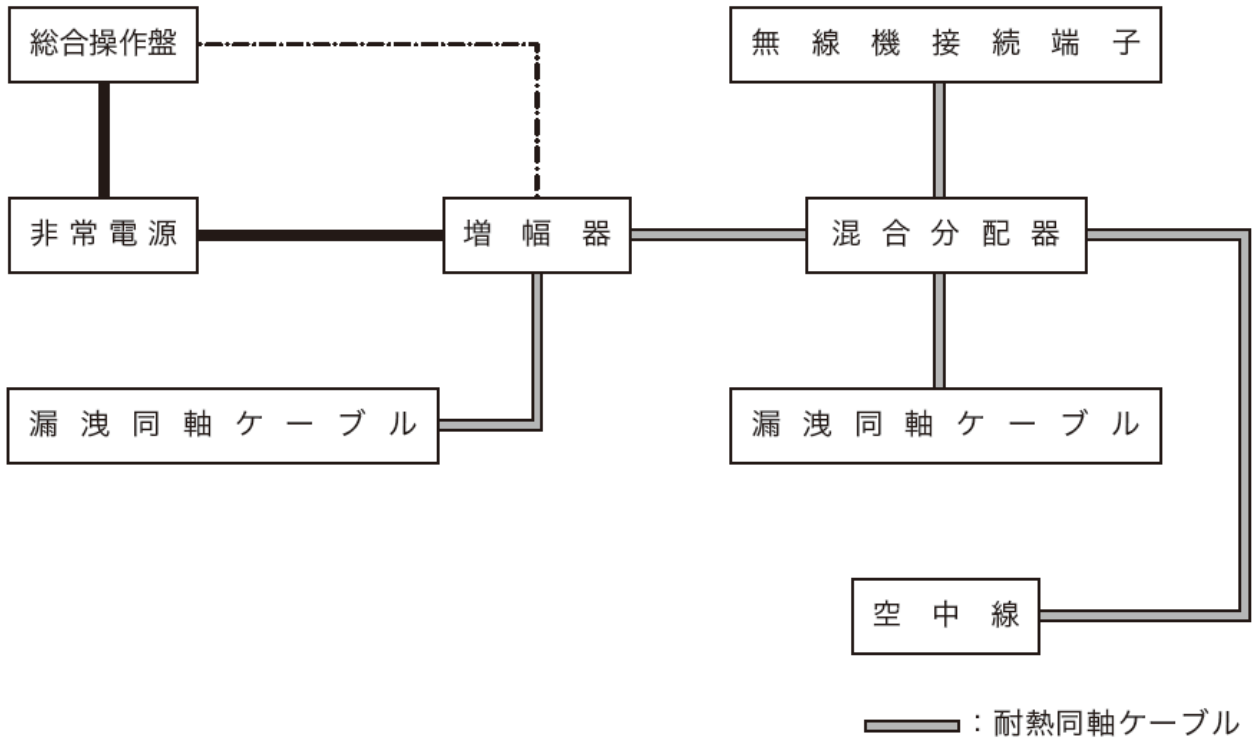 総合操作盤
無線機接続端子
非常電源
増幅器
混合分配器
漏洩同軸ケーブル
漏洩同軸ケーブル
空中線
：耐熱同軸ケーブル